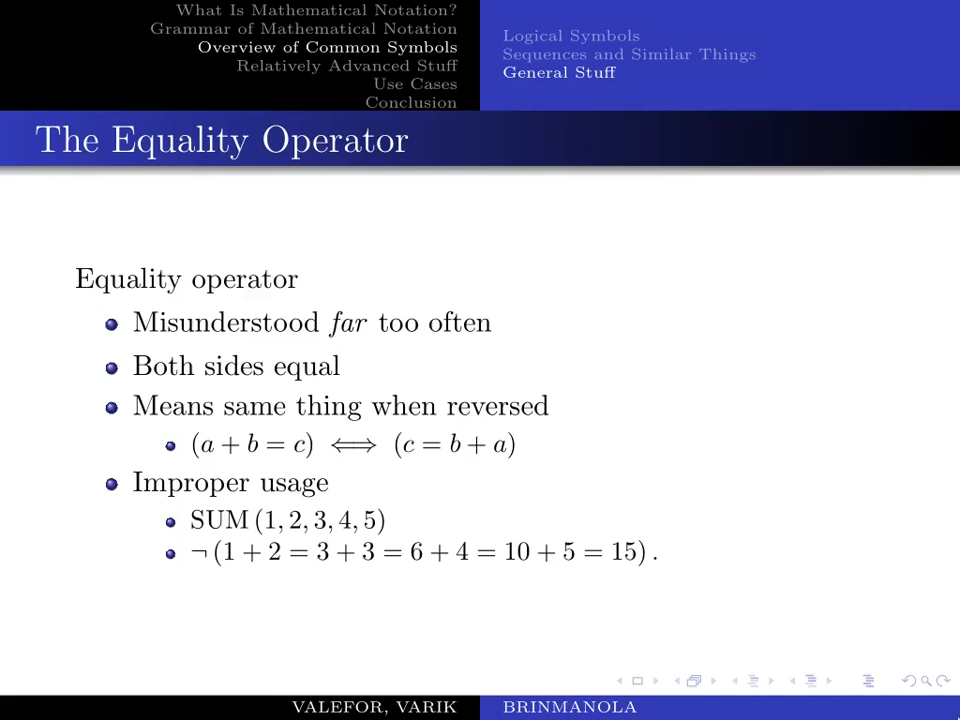 What Is Mathematical Notation?
Grammar of Mathematical Notation
Overview of Common Symbols
Relatively Advanced Stuff
Use Cases
Conclusion
Logical Symbols
Sequences and Similar Things
General Stuff
The Equality Operator
Equality operator
Misunderstood far too often
Both sides equal
Means same thing when reversed
(a + b = c) ⟺ (c = b + a)
Improper usage
SUM (1, 2, 3, 4, 5)
¬ (1 + 2 = 3 + 3 = 6 + 4 = 10 + 5 = 15) .
VALEFOR, VARIK
BRINMANOLA